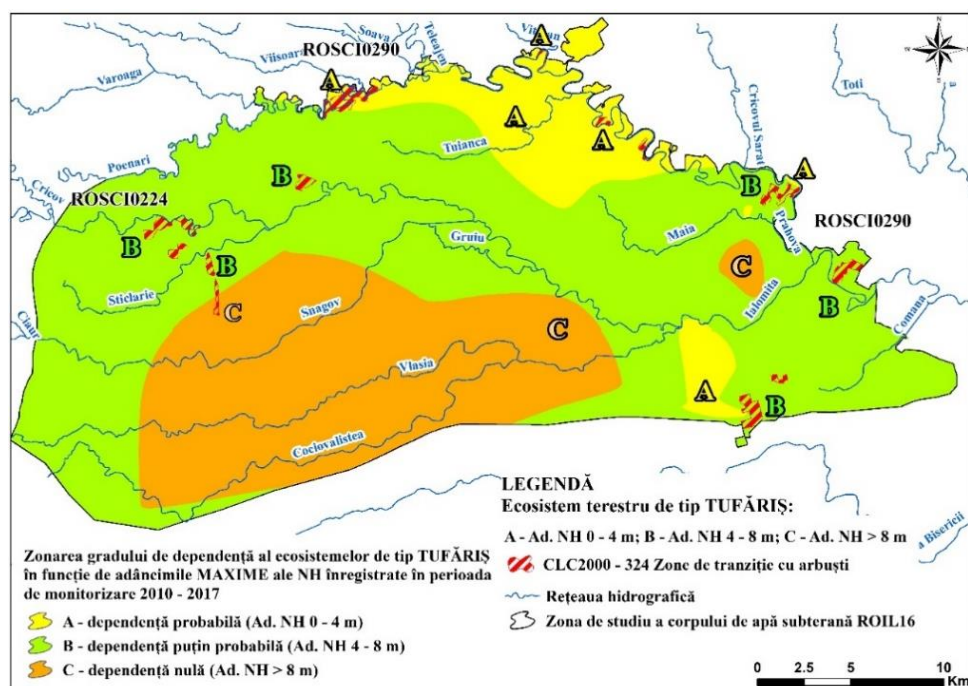 ROSCI0290
Soava
Teleajen
Viisoara
Varoaga
A
A
Cricovul Sarat
Toti
a
A
Tuianca
A
Poenari
Cricov
ROSCI0224
B
B
A
Prahova
ROSCI0290
B
Maia
Gruiu
B
C
Sticlarie
C
Snagov
Ialomita
B
Comana
Ciaur
C
Vlasia
A
B
Cociovalistea
LEGENDĂ
Ecosistem terestru de tip TUFĂRIȘ:
A - Ad. NH 0 - 4 m; B - Ad. NH 4 - 8 m; C - Ad. NH > 8 m
CLC2000 - 324 Zone de tranziție cu arbuști
Rețeaua hidrografică
Zona de studiu a corpului de apă subterană ROIL16
a Bisericii
Zonarea gradului de dependență al ecosistemelor de tip TUFĂRIȘ
în funcție de adâncimile MAXIME ale NH înregistrate în perioada
de monitorizare 2010 - 2017
A - dependență probabilă (Ad. NH 0 - 4 m)
B - dependență puțin probabilă (Ad. NH 4 - 8 m)
C - dependență nulă (Ad. NH > 8 m)
0 2.5 5 10
Km